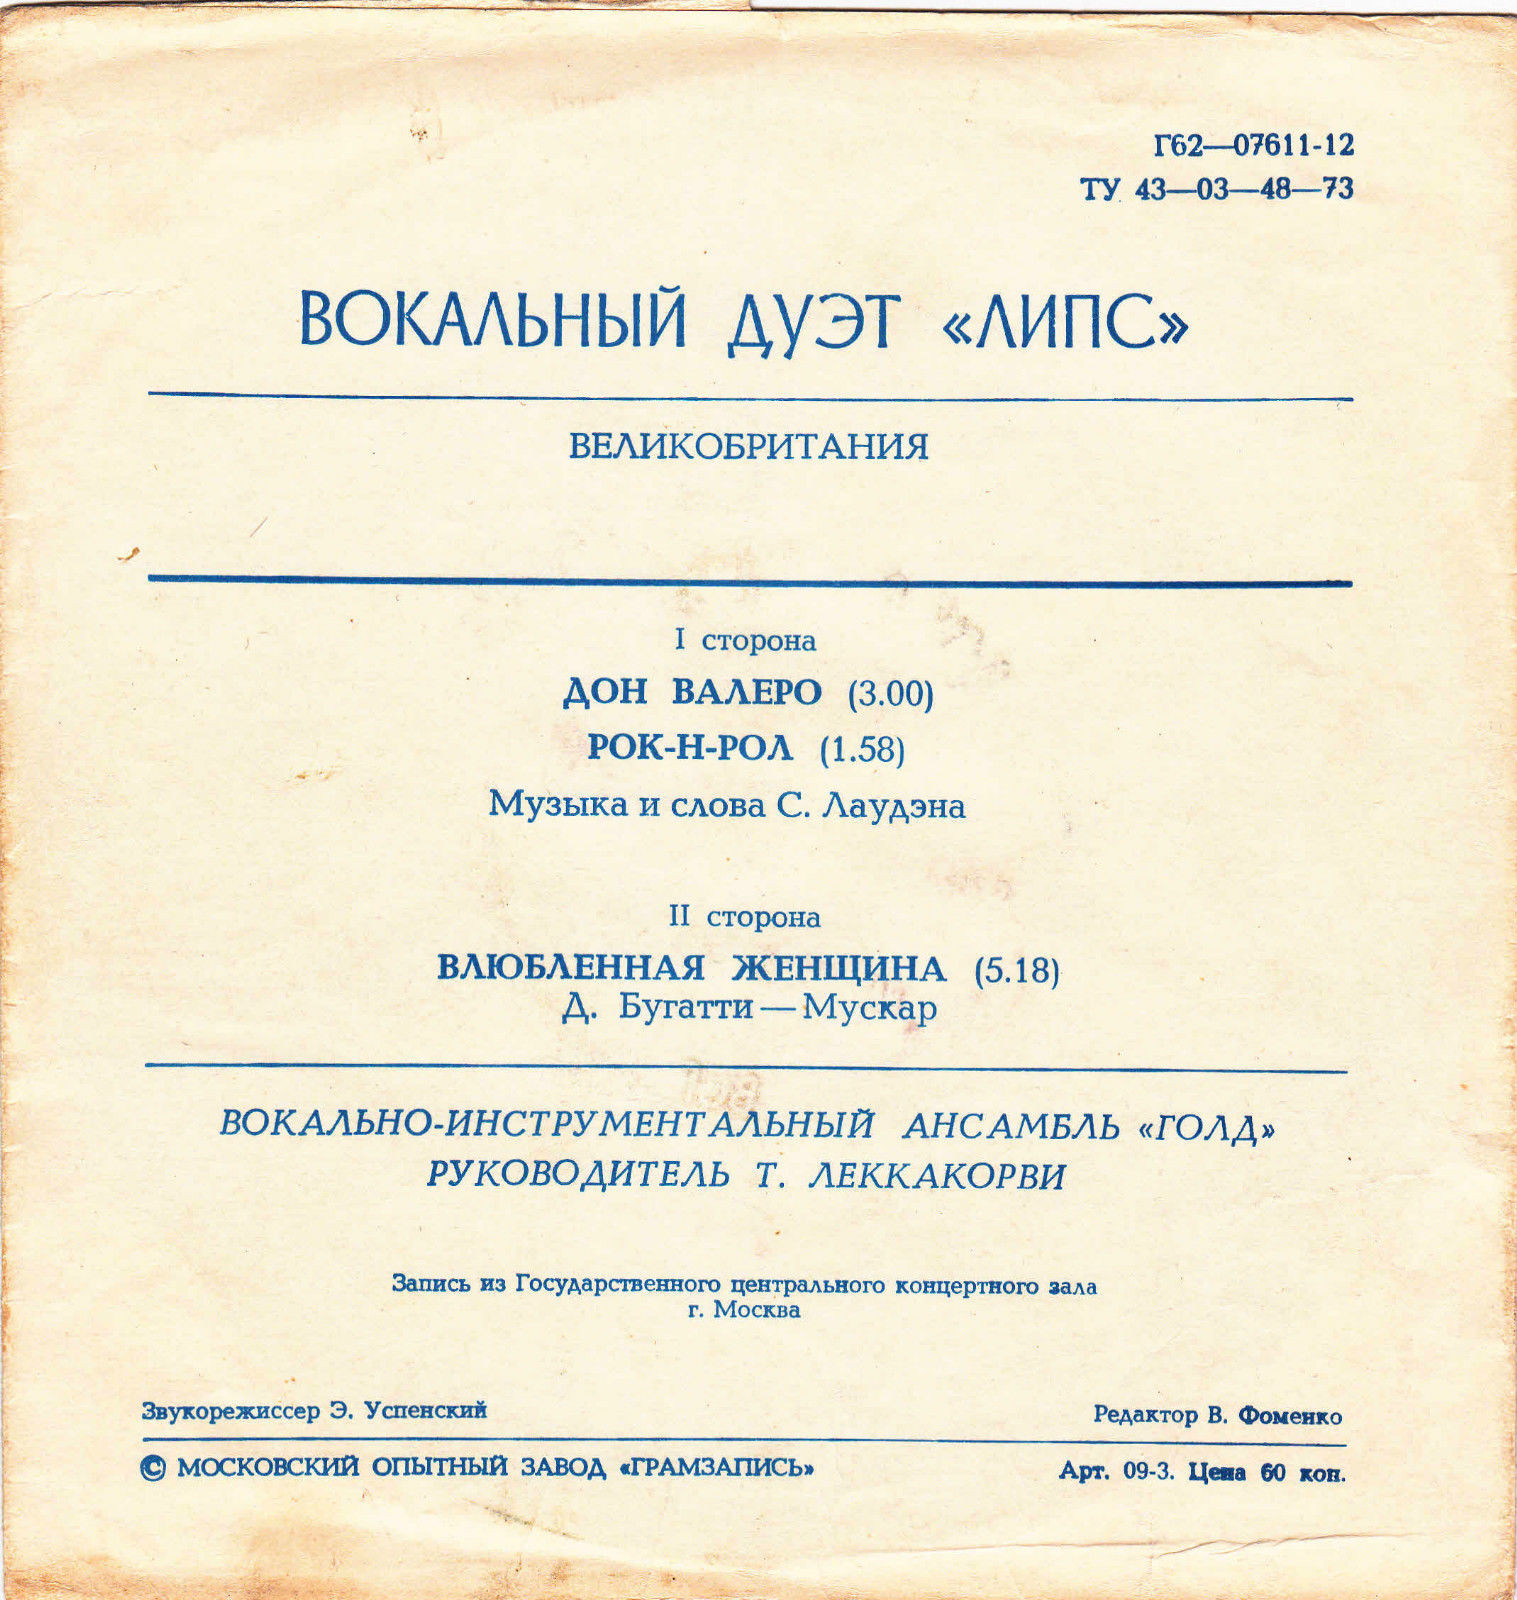 Г62—07611-12
ТУ 43—03—48—73
ВОКАЛЬНЫЙ ДУЭТ «ЛИПС»
ВЕЛИКОБРИТАНИЯ
I сторона
ДОН ВАЛЕРО (3.00)
РОК-Н-РОЛ (1.58)
Музыка и слова С. Лаудэна
II сторона
ВЛЮБЛЕННАЯ ЖЕНЩИНА (5.18)
Д. Бугатти — Мускар
ВОКАЛЬНО-ИНСТРУМЕНТАЛЬНЫЙ АНСАМБЛЬ «ГОЛД»
РУКОВОДИТЕЛЬ Т. ЛЕККАКОРВИ
Запись из Государственного центрального концертного зала
г. Москва
Звукорежиссер Э. Успенский Редактор В. Фоменко
© МОСКОВСКИЙ ОПЫТНЫЙ ЗАВОД «ГРАМЗАПИСЬ» Арт. 09-3. Цена 60 коп.